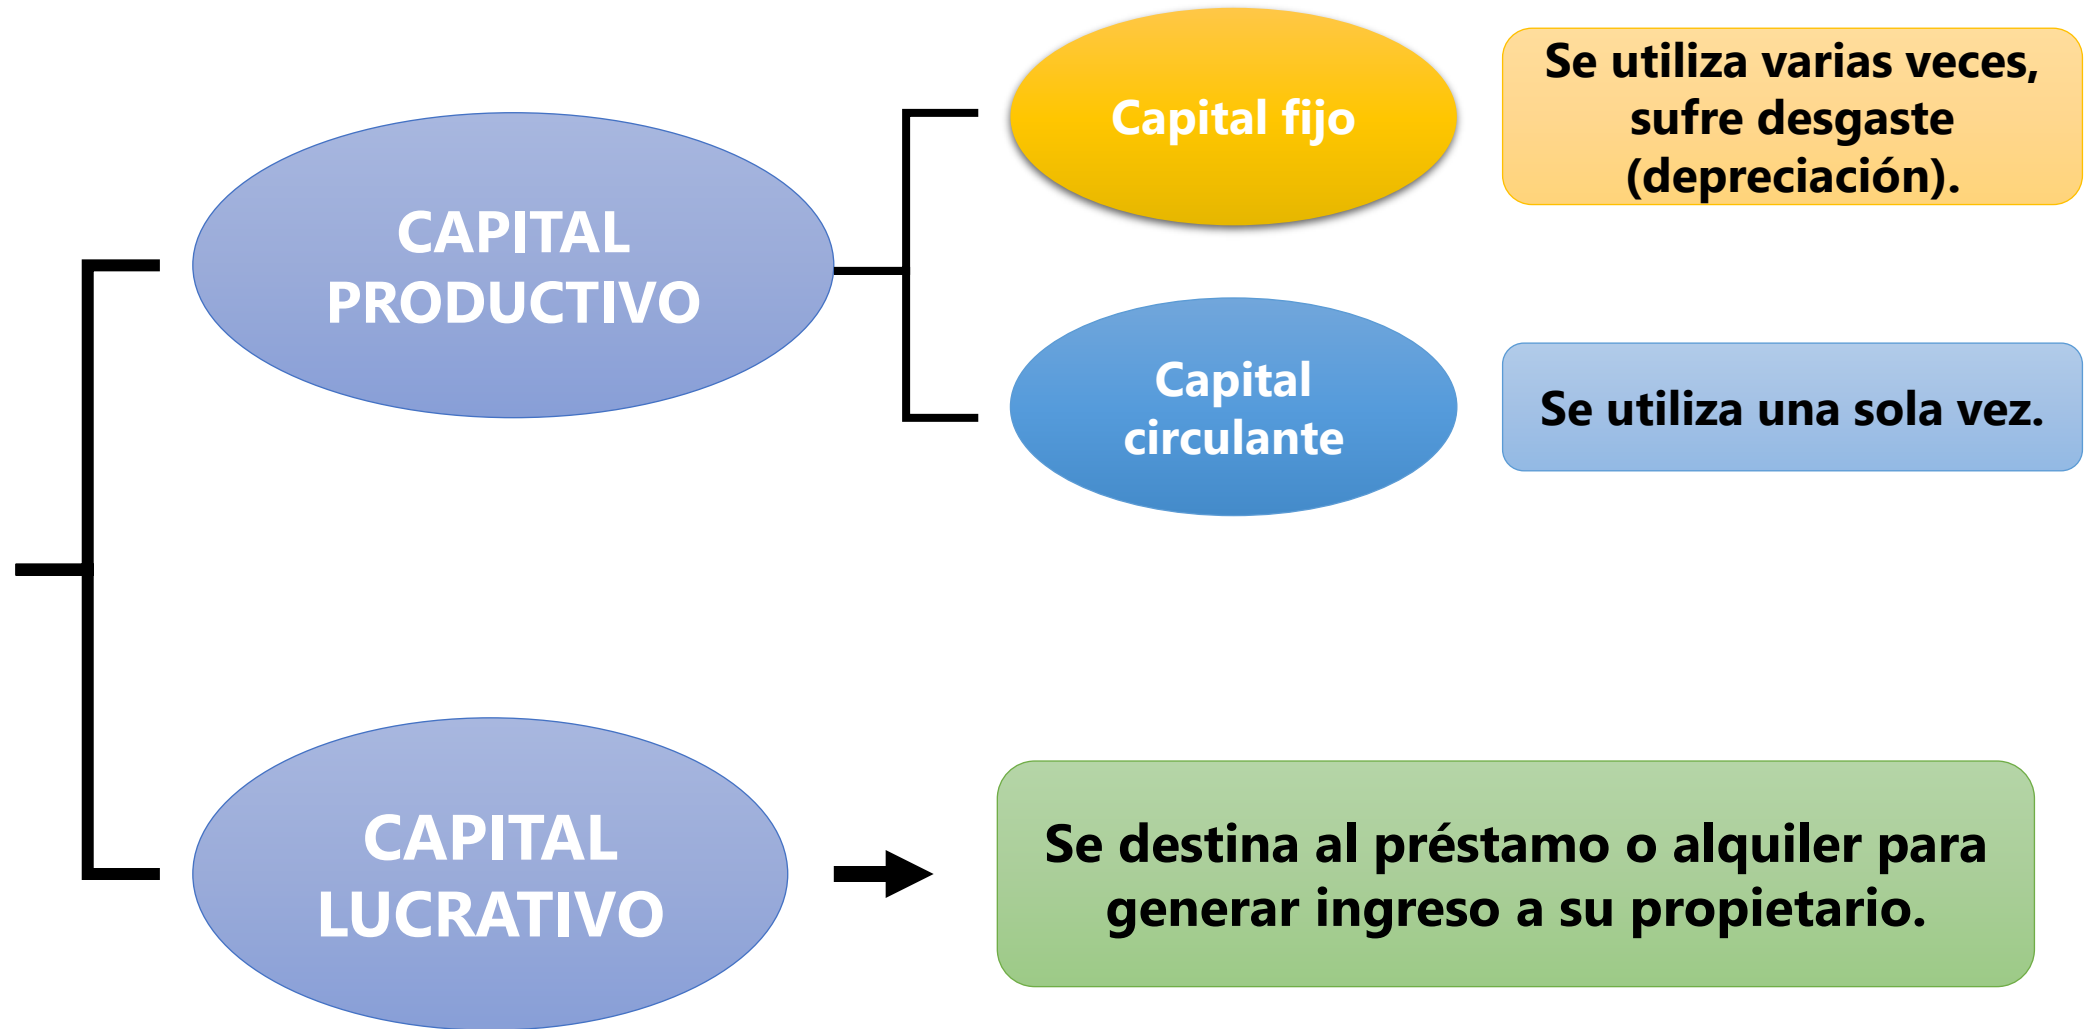 CAPITAL
PRODUCTIVO
Capital fijo
Se utiliza varias veces,
sufre desgaste
(depreciación).
Capital
circulante
Se utiliza una sola vez.
CAPITAL
LUCRATIVO
Se destina al préstamo o alquiler para
generar ingreso a su propietario.